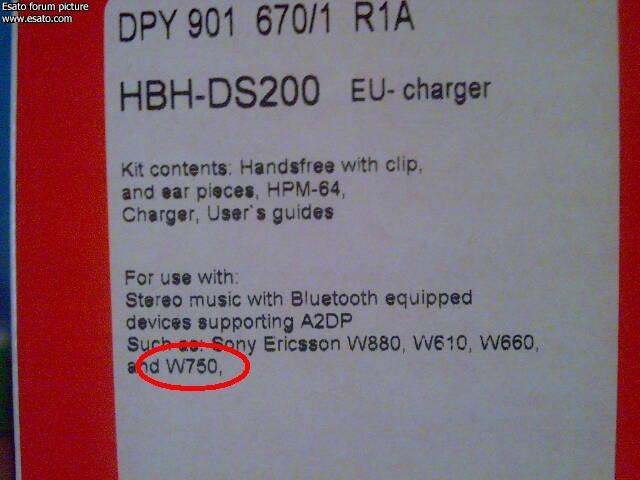 Esato forum picture
www.esato.com
DPY 901 670/1 R1A
HBH-DS200 EU- charger
Kit contents: Handsfree with clip,
and ear pieces, HPM-64,
Charger, User`s guides
For use with:
Stereo music with Bluetooth equipped
devices supporting A2DP
Such as: Sony Ericsson W880, W610, W660,
and W750,